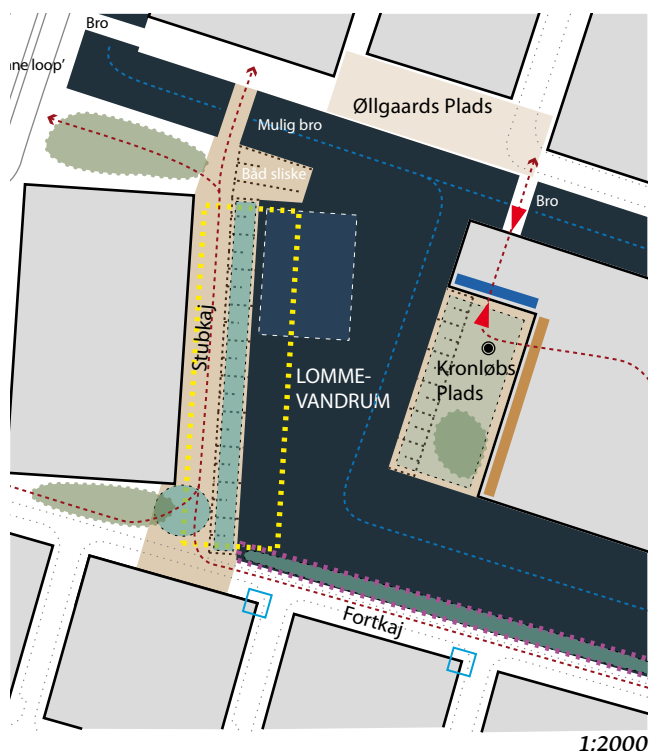 Bro
ne loop'
Øllgaards Plads
Mulig bro
Båd sliske
Bro
Stubkaj
LOMME-
VANDRUM
Kronløbs
Plads
Fortkaj
1:2000